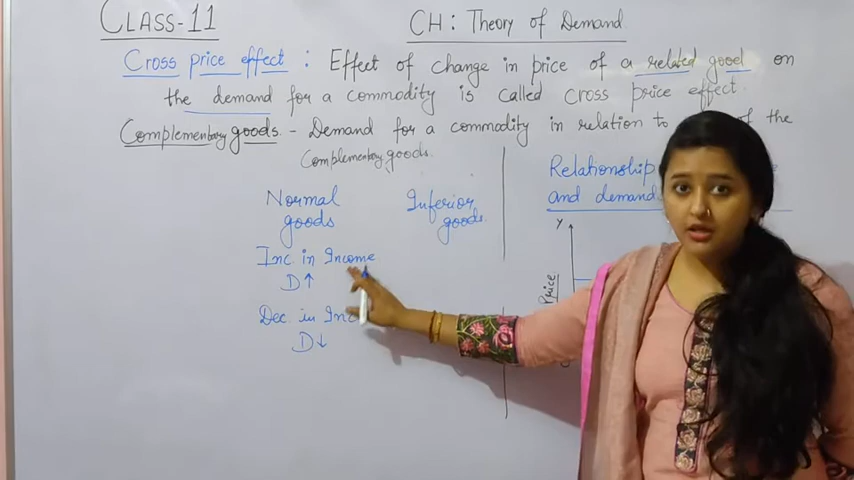 CLASS-11
CH: Theory of Demand
Cross price effect : Effect of change in price of a related good on
the demand for a commodity is called cross price effect.
Complementary goods. - Demand for a commodity in relation to of the
Complementary goods.
Normal goods
Inferior goods.
Inc in Income
D↑
Dec. in Inc
D↓
Relationship
and demand
Y
Price